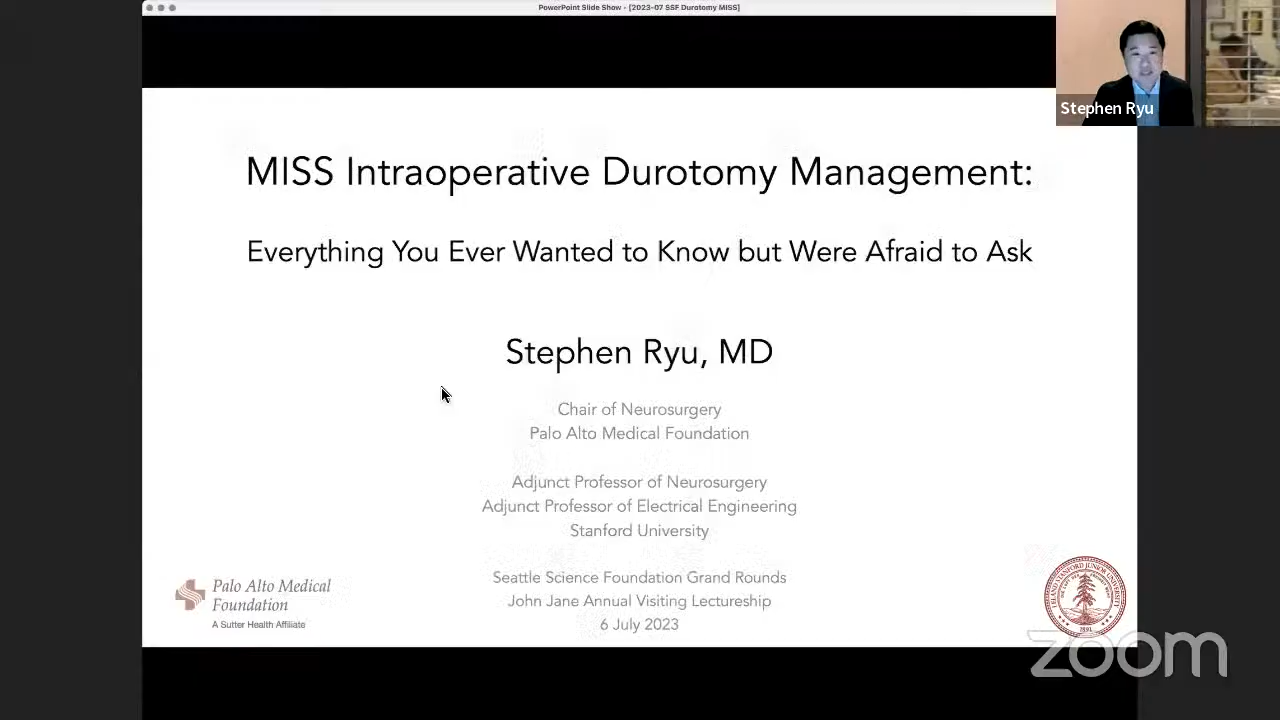 PowerPoint Slide Show - [2023-07 SSF Durotomy MISS]
Stephen Ryu
MISS Intraoperative Durotomy Management:
Everything You Ever Wanted to Know but Were Afraid to Ask
Stephen Ryu, MD
Chair of Neurosurgery
Palo Alto Medical Foundation
Adjunct Professor of Neurosurgery
Adjunct Professor of Electrical Engineering
Stanford University
Seattle Science Foundation Grand Rounds
John Jane Annual Visiting Lectureship
6 July 2023
Palo Alto Medical
Foundation
A Sutter Health Affiliate
1891
zoom